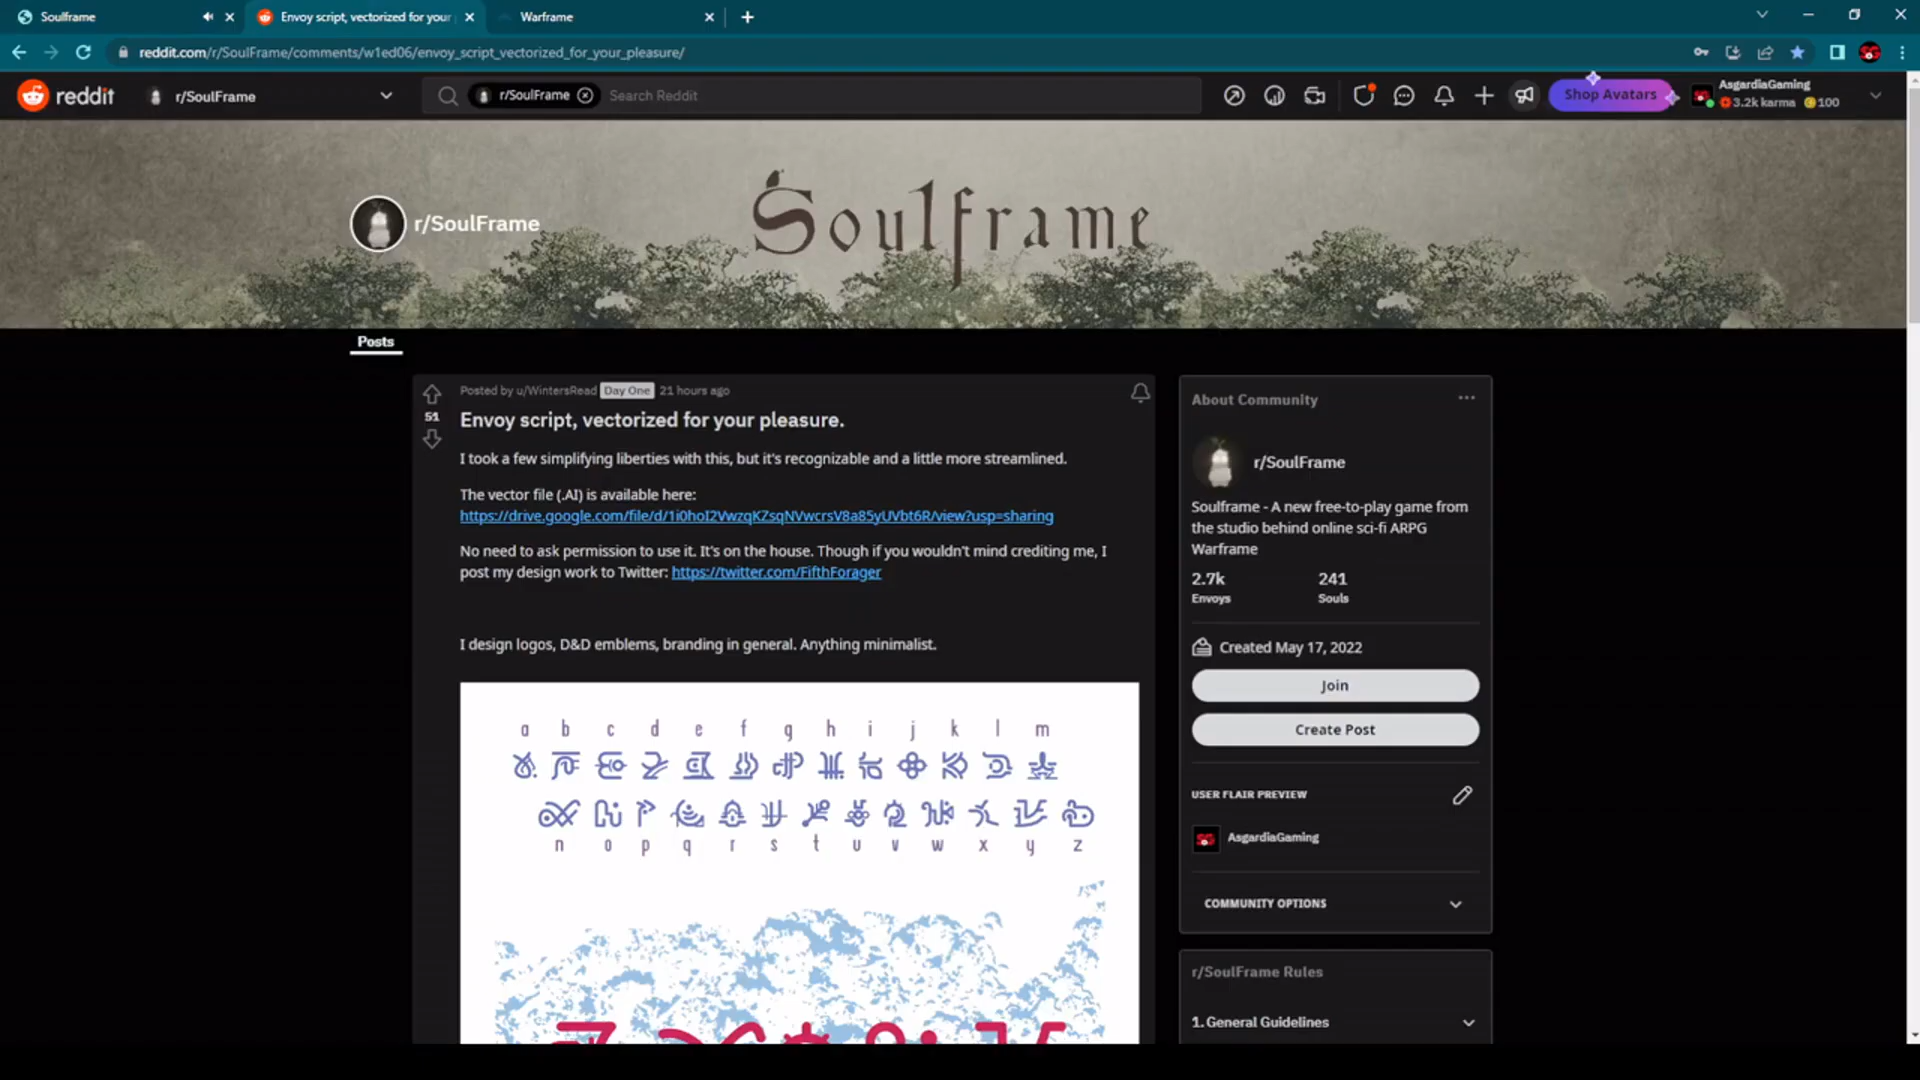 Soulframe
Envoy script, vectorized for your
Warframe
reddit.com/r/SoulFrame/comments/w1ed06/envoy_script_vectorized_for_your_pleasure/
reddit
r/SoulFrame
r/SoulFrame
Search Reddit
Shop Avatars
AsgardiaGaming
3.2k karma
100
Soulframe
r/SoulFrame
Posts
Posted by u/WintersRead Day One 21 hours ago
51
Envoy script, vectorized for your pleasure.
I took a few simplifying liberties with this, but it's recognizable and a little more streamlined.
The vector file (.AI) is available here:
https://drive.google.com/file/d/1i0hoI2VwzqKZsqNVwcrsV8a85yUVbt6R/view?usp=sharing
No need to ask permission to use it. It's on the house. Though if you wouldn't mind crediting me, I
post my design work to Twitter: https://twitter.com/FifthForager
I design logos, D&D emblems, branding in general. Anything minimalist.
a b c d e f g h i j k l m
n o p q r s t u v w x y z
About Community
r/SoulFrame
Soulframe - A new free-to-play game from
the studio behind online sci-fi ARPG
Warframe
2.7k 241
Envoys Souls
Created May 17, 2022
Join
Create Post
USER FLAIR PREVIEW
AsgardiaGaming
COMMUNITY OPTIONS
r/SoulFrame Rules
1. General Guidelines